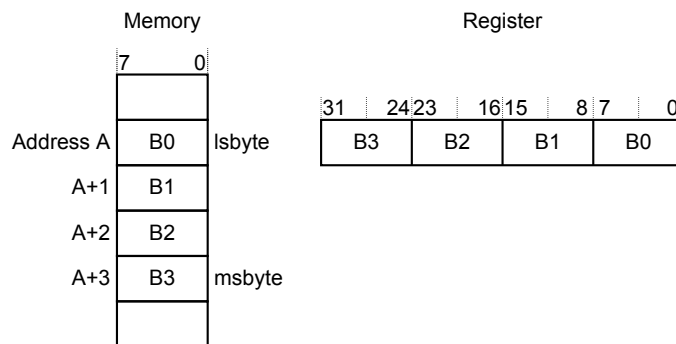 Memory Register
7 0
31 24 23 16 15 8 7 0
Address A B0 lsbyte B3 B2 B1 B0
A+1 B1
A+2 B2
A+3 B3 msbyte